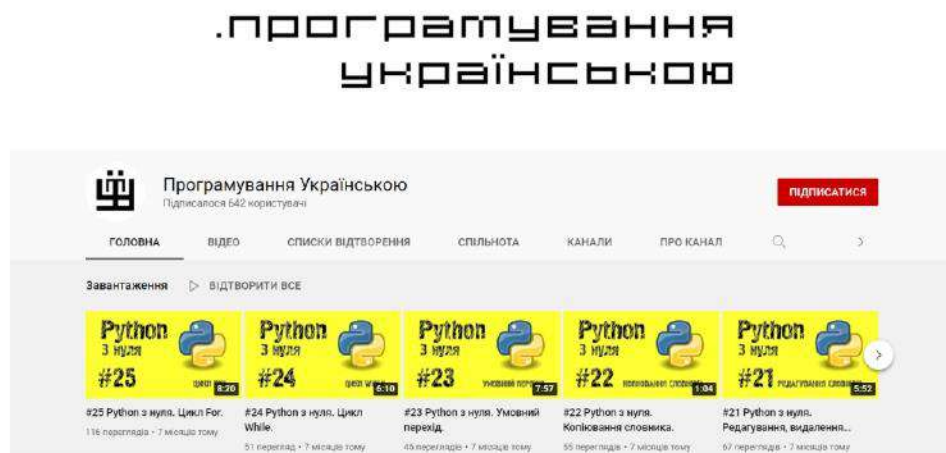 .програмування
українською
Програмування Українською
Підписалося 642 користувачі
ПІДПИСАТИСЯ
ГОЛОВНА ВІДЕО СПИСКИ ВІДТВОРЕННЯ СПІЛЬНОТА КАНАЛИ ПРО КАНАЛ
Завантаження ВІДТВОРИТИ ВСЕ
Python Python Python Python Python
З нуля З нуля З нуля З нуля З нуля
#25 8:20 #24 6:10 #23 7:57 #22 1:04 #21 5:52
#25 Python з нуля. Цикл For. #24 Python з нуля. Цикл #23 Python з нуля. Умовний #22 Python з нуля. #21 Python з нуля.
While. перехід. Копіювання словника. Редагування, видалення...
116 переглядів • 7 місяців тому
51 перегляд • 7 місяців тому 45 переглядів • 7 місяців тому 55 переглядів • 7 місяців тому 67 переглядів • 7 місяців тому